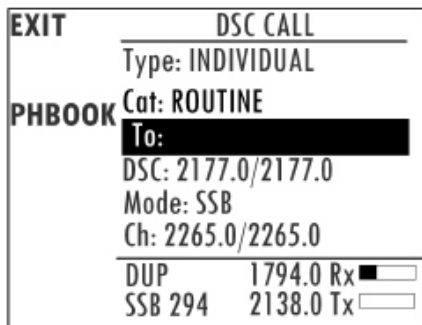 EXIT DSC CALL
Type: INDIVIDUAL
PHBOOK Cat: ROUTINE
To:
DSC: 2177.0/2177.0
Mode: SSB
Ch: 2265.0/2265.0
DUP 1794.0 Rx
SSB 294 2138.0 Tx